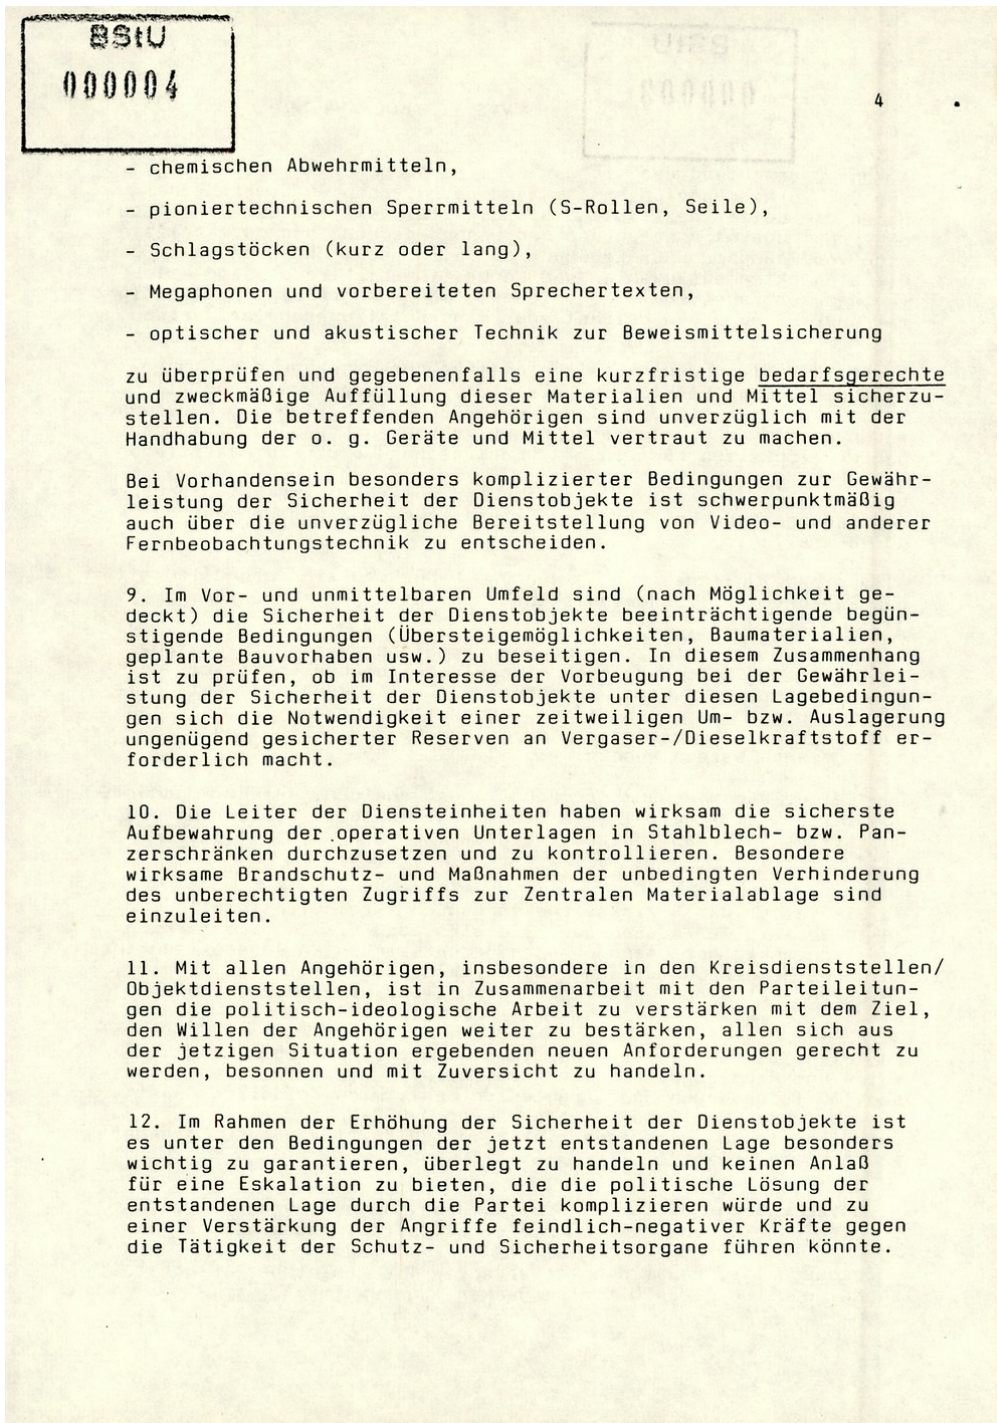 BStU
000004
4
- chemischen Abwehrmitteln,
- pioniertechnischen Sperrmitteln (S-Rollen, Seile),
- Schlagstöcken (kurz oder lang),
- Megaphonen und vorbereiteten Sprechertexten,
- optischer und akustischer Technik zur Beweismittelsicherung
zu überprüfen und gegebenenfalls eine kurzfristige bedarfsgerechte
und zweckmäßige Auffüllung dieser Materialien und Mittel sicherzu-
stellen. Die betreffenden Angehörigen sind unverzüglich mit der
Handhabung der o. g. Geräte und Mittel vertraut zu machen.
Bei Vorhandensein besonders komplizierter Bedingungen zur Gewähr-
leistung der Sicherheit der Dienstobjekte ist schwerpunktmäßig
auch über die unverzügliche Bereitstellung von Video- und anderer
Fernbeobachtungstechnik zu entscheiden.
9. Im Vor- und unmittelbaren Umfeld sind (nach Möglichkeit ge-
deckt) die Sicherheit der Dienstobjekte beeinträchtigende begün-
stigende Bedingungen (Übersteigemöglichkeiten, Baumaterialien,
geplante Bauvorhaben usw.) zu beseitigen. In diesem Zusammenhang
ist zu prüfen, ob im Interesse der Vorbeugung bei der Gewährlei-
stung der Sicherheit der Dienstobjekte unter diesen Lagebedingun-
gen sich die Notwendigkeit einer zeitweiligen Um- bzw. Auslagerung
ungenügend gesicherter Reserven an Vergaser-/Dieselkraftstoff er-
forderlich macht.
10. Die Leiter der Diensteinheiten haben wirksam die sicherste
Aufbewahrung der operativen Unterlagen in Stahlblech- bzw. Pan-
zerschränken durchzusetzen und zu kontrollieren. Besondere
wirksame Brandschutz- und Maßnahmen der unbedingten Verhinderung
des unberechtigten Zugriffs zur Zentralen Materialablage sind
einzuleiten.
11. Mit allen Angehörigen, insbesondere in den Kreisdienststellen/
Objektdienststellen, ist in Zusammenarbeit mit den Parteileitun-
gen die politisch-ideologische Arbeit zu verstärken mit dem Ziel,
den Willen der Angehörigen weiter zu bestärken, allen sich aus
der jetzigen Situation ergebenden neuen Anforderungen gerecht zu
werden, besonnen und mit Zuversicht zu handeln.
12. Im Rahmen der Erhöhung der Sicherheit der Dienstobjekte ist
es unter den Bedingungen der jetzt entstandenen Lage besonders
wichtig zu garantieren, überlegt zu handeln und keinen Anlaß
für eine Eskalation zu bieten, die die politische Lösung der
entstandenen Lage durch die Partei komplizieren würde und zu
einer Verstärkung der Angriffe feindlich-negativer Kräfte gegen
die Tätigkeit der Schutz- und Sicherheitsorgane führen könnte.